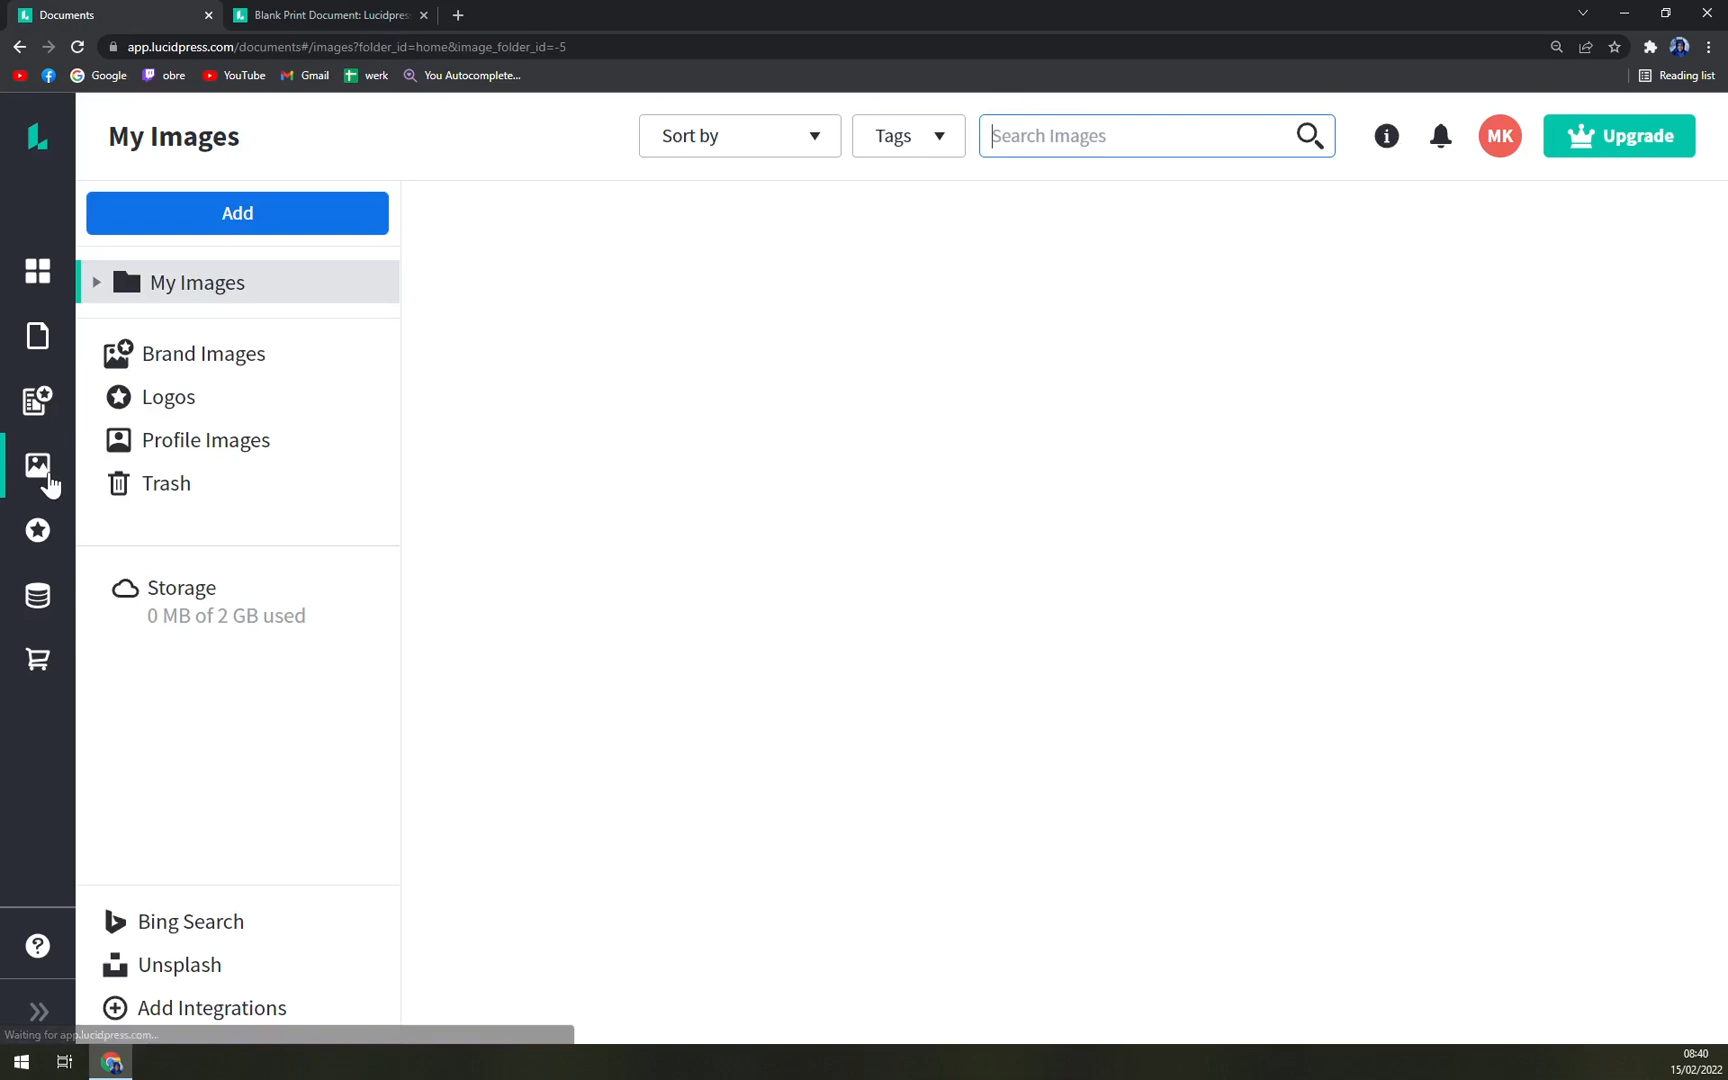 Documents
Blank Print Document: Lucidpres
app.lucidpress.com/documents#/images?folder_id=home&image_folder_id=-5
Google
obre
YouTube
Gmail
werk
You Autocomplete...
Reading list
My Images
Sort by
Tags
Search Images
MK
Upgrade
Add
My Images
Brand Images
Logos
Profile Images
Trash
Storage
0 MB of 2 GB used
Bing Search
Unsplash
Add Integrations
Waiting for app.lucidpress.com...
08:40
15/02/2022